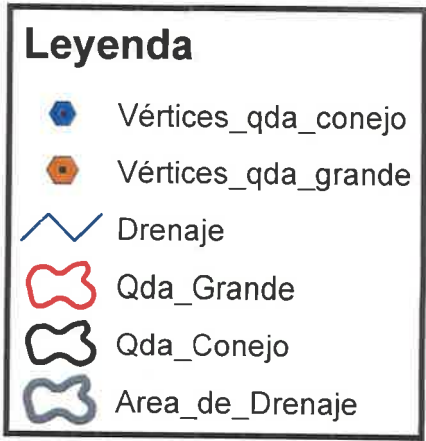 Leyenda
Vértices_qda_conejo
Vértices_qda_grande
Drenaje
Qda_Grande
Qda_Conejo
Area_de_Drenaje